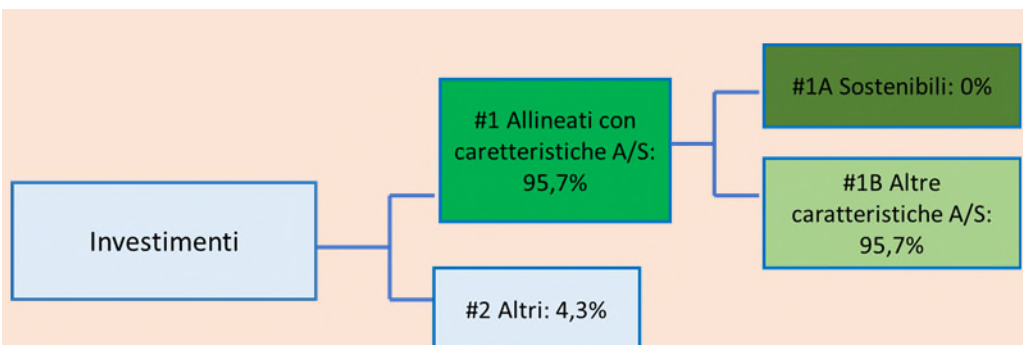 #1A Sostenibili: 0%
#1 Allineati con
caretteristiche A/S:
95,7%
#1B Altre
caratteristiche A/S:
95,7%
Investimenti
#2 Altri: 4,3%